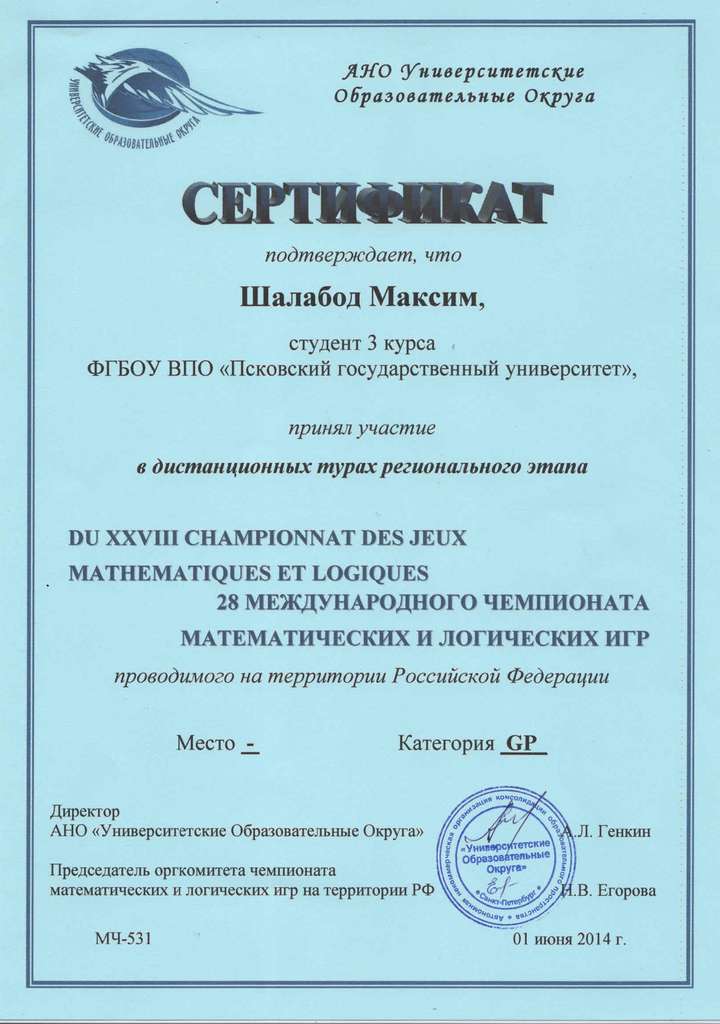 АНО Университетские
Образовательные Округа
УНИВЕРСИТЕТСКИЕ ОБРАЗОВАТЕЛЬНЫЕ ОКРУГА
СЕРТИФИКАТ
подтверждает, что
Шалабод Максим,
студент 3 курса
ФГБОУ ВПО «Псковский государственный университет»,
принял участие
в дистанционных турах регионального этапа
DU XXVIII CHAMPIONNAT DES JEUX
MATHEMATIQUES ET LOGIQUES
28 МЕЖДУНАРОДНОГО ЧЕМПИОНАТА
МАТЕМАТИЧЕСКИХ И ЛОГИЧЕСКИХ ИГР
проводимого на территории Российской Федерации
Место - Категория GP
Директор
АНО «Университетские Образовательные Округа» А.Л. Генкин
Председатель оргкомитета чемпионата
математических и логических игр на территории РФ Н.В. Егорова
Автономная некоммерческая организация консолидации образовательного пространства
«Университетские
Образовательные
Округа»
Санкт-Петербург
МЧ-531 01 июня 2014 г.